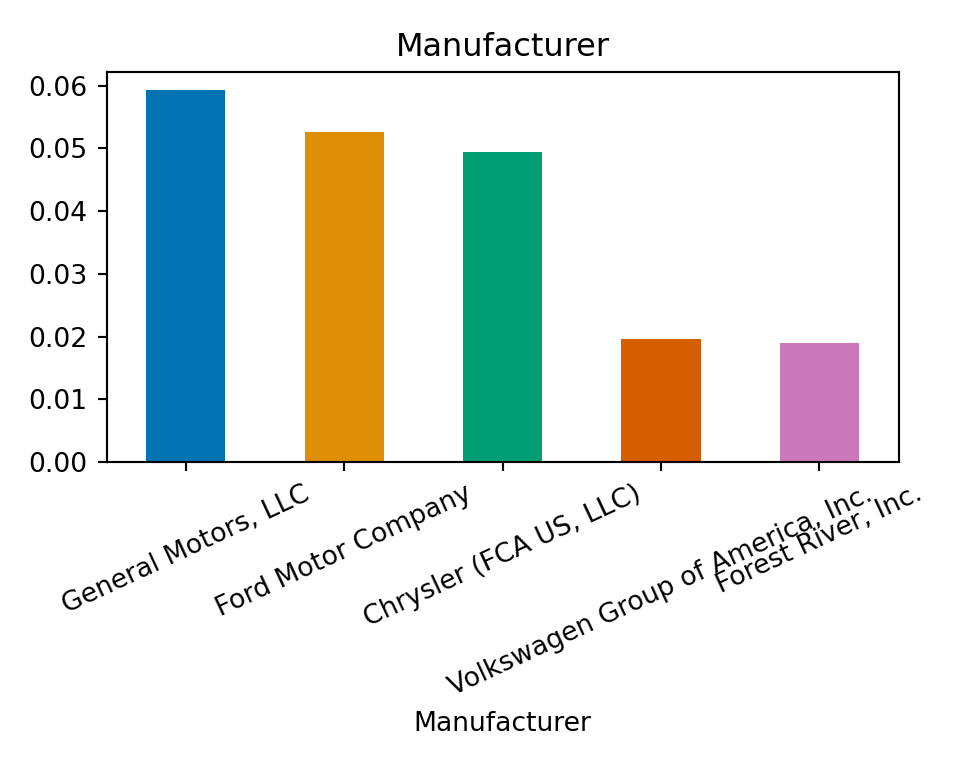 Manufacturer
0.06
0.05
0.04
0.03
0.02
0.01
0.00
General Motors, LLC
Ford Motor Company
Chrysler (FCA US, LLC)
Volkswagen Group of America, Inc.
Forest River, Inc.
Manufacturer